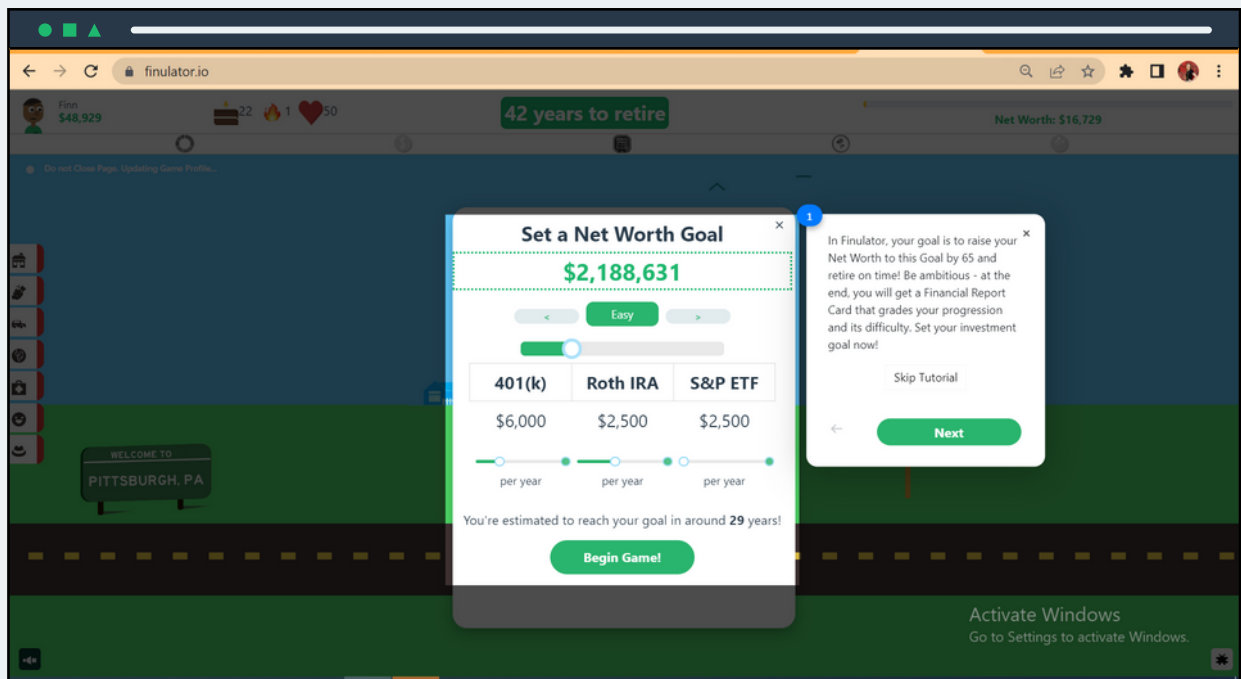 finulator.io
Finn
$48,929
22
1
50
42 years to retire
Net Worth: $16,729
Do not Close Page. Updating Game Profile...
Set a Net Worth Goal
×
$2,188,631
<
Easy
>
401(k) Roth IRA S&P ETF
$6,000 $2,500 $2,500
per year per year per year
You're estimated to reach your goal in around 29 years!
Begin Game!
1
×
In Finulator, your goal is to raise your
Net Worth to this Goal by 65 and
retire on time! Be ambitious - at the
end, you will get a Financial Report
Card that grades your progression
and its difficulty. Set your investment
goal now!
Skip Tutorial
Next
WELCOME TO
PITTSBURGH, PA
Activate Windows
Go to Settings to activate Windows.